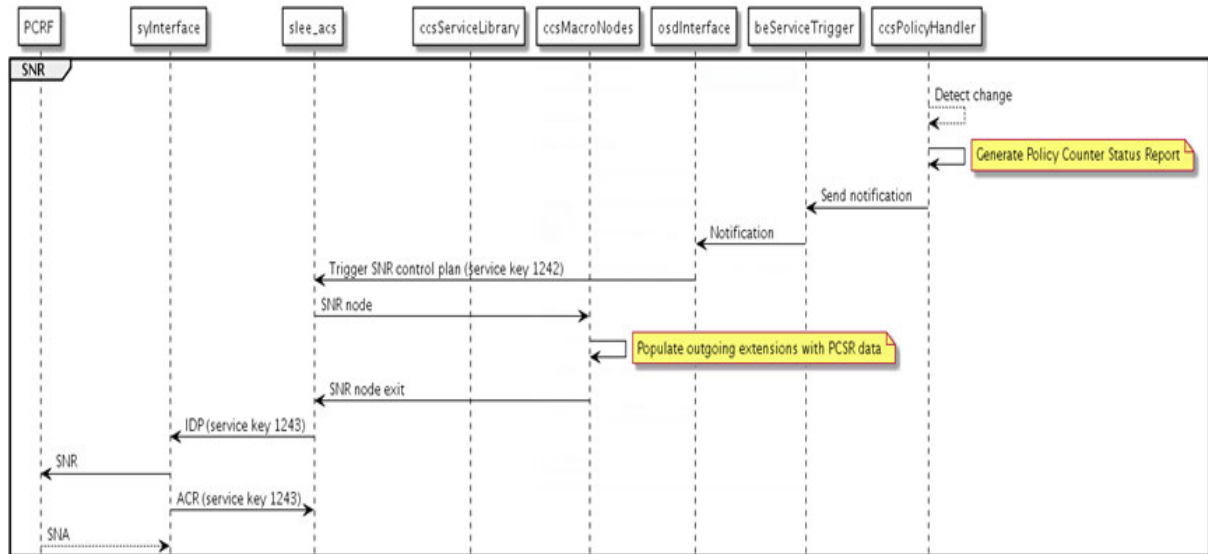 PCRF
syInterface
slee_acs
ccsServiceLibrary
ccsMacroNodes
osdInterface
beServiceTrigger
ccsPolicyHandler
SNR
Detect change
Generate Policy Counter Status Report
Send notification
Notification
Trigger SNR control plan (service key 1242)
SNR node
Populate outgoing extensions with PCSR data
SNR node exit
IDP (service key 1243)
SNR
ACR (service key 1243)
SNA